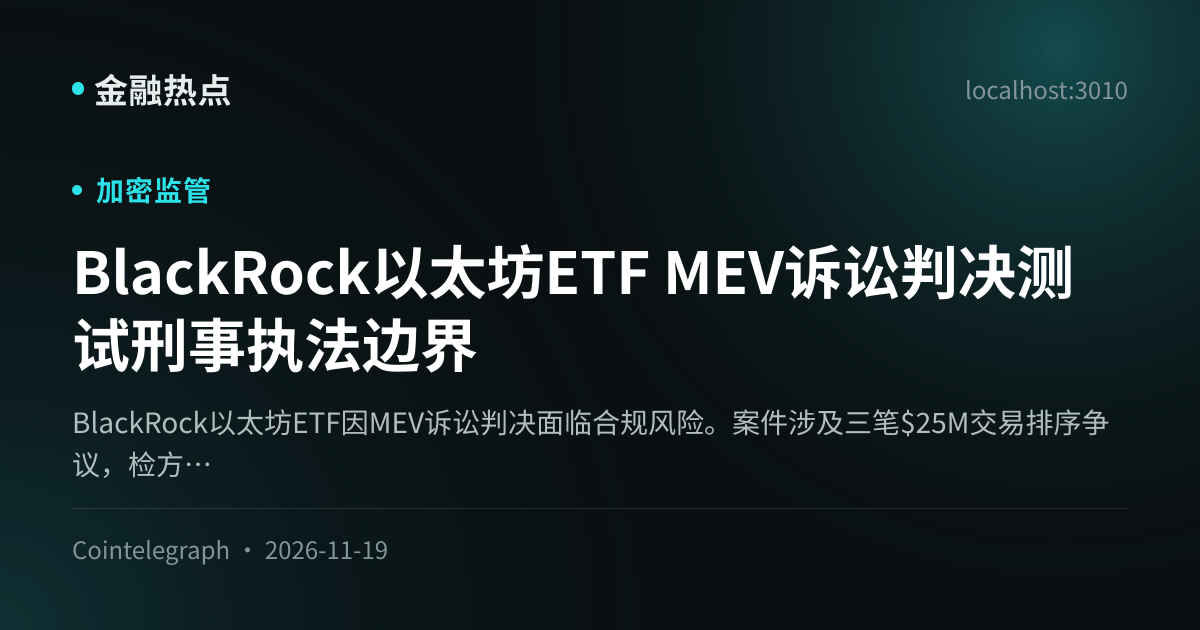 金融热点
localhost:3010
加密监管
BlackRock以太坊ETF MEV诉讼判决测
试刑事执法边界
BlackRock以太坊ETF因MEV诉讼判决面临合规风险。案件涉及三笔$25M交易排序争
议，检方…
Cointelegraph · 2026-11-19